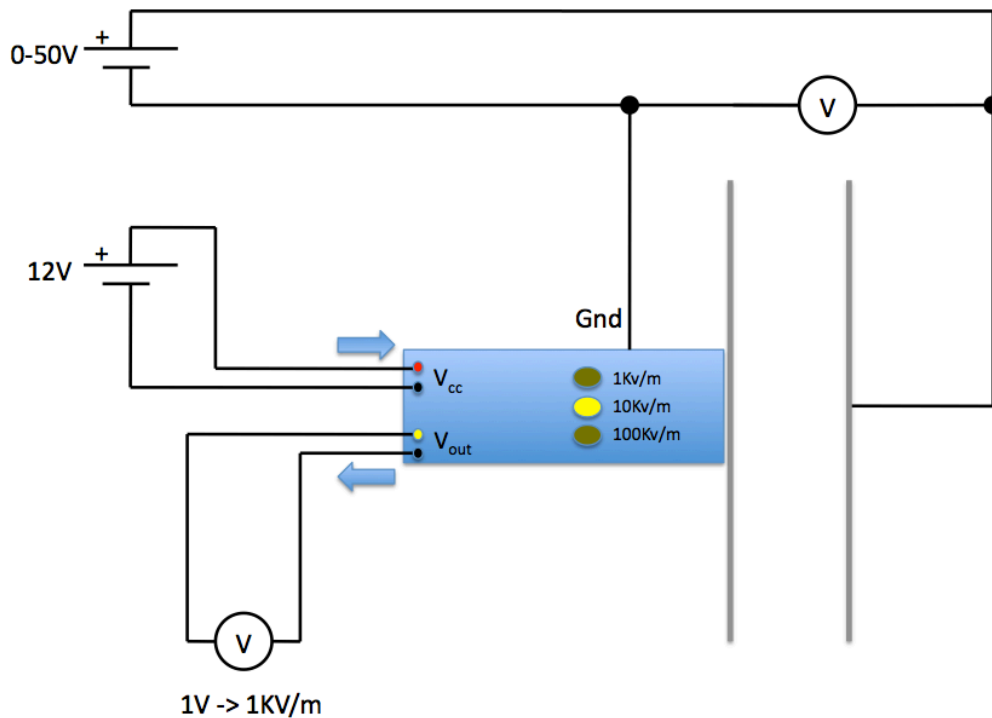 +
0-50V
V
+
12V
Gnd
Vcc
1Kv/m
10Kv/m
100Kv/m
Vout
V
1V -> 1KV/m